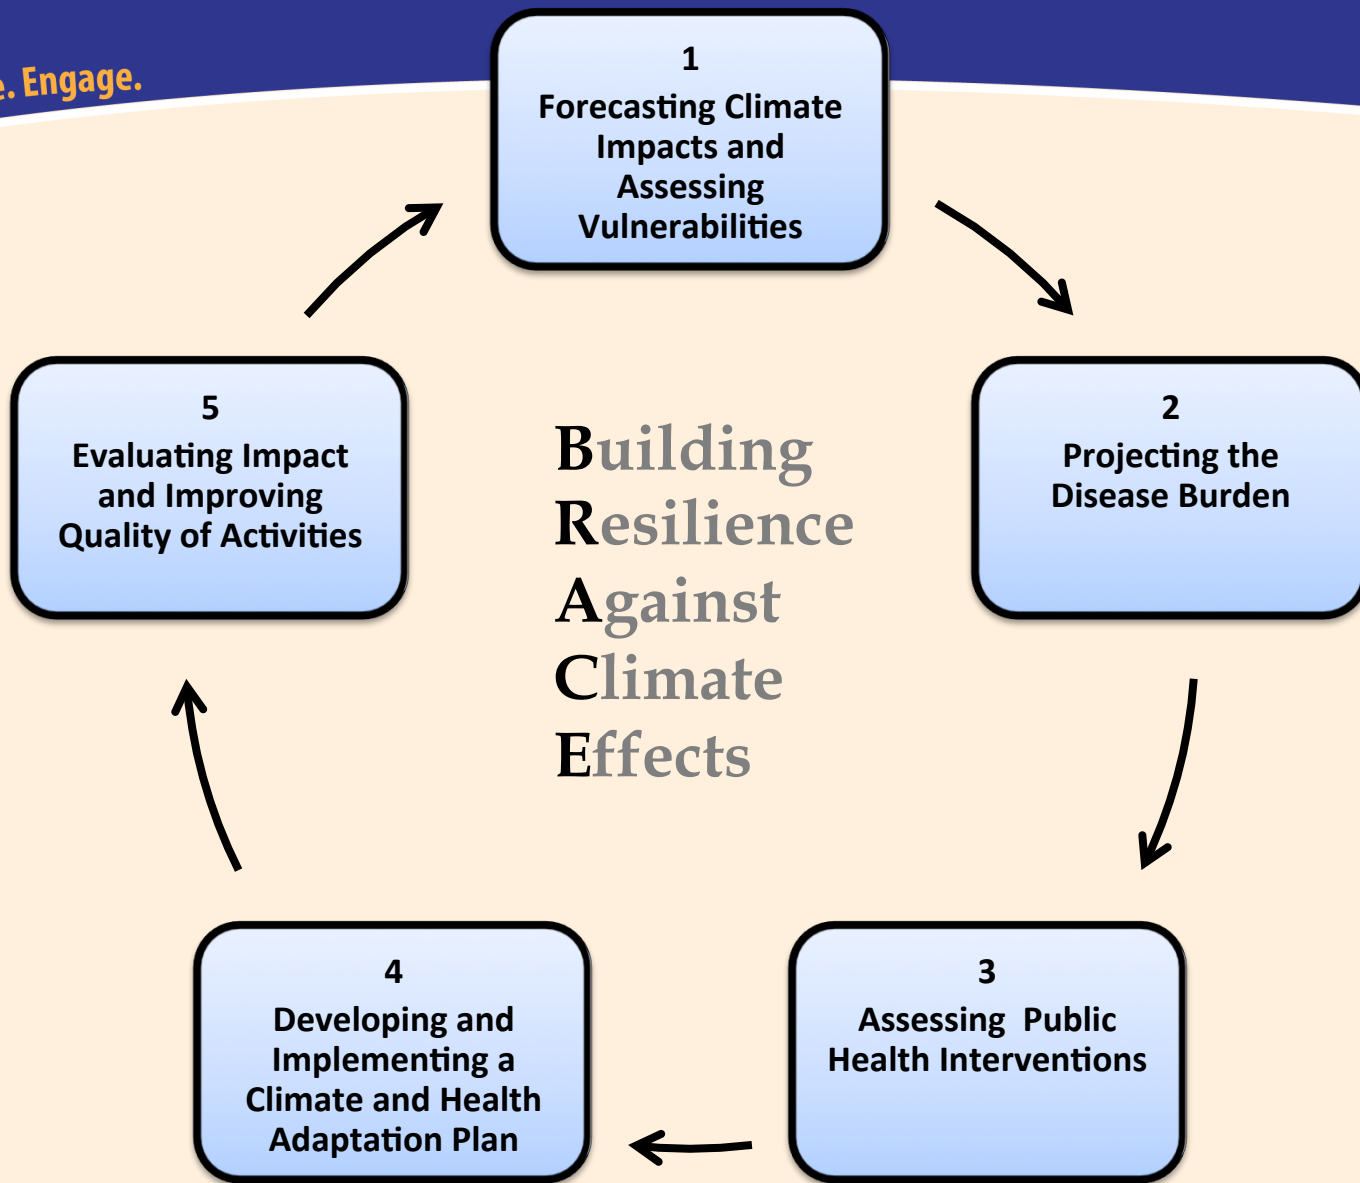 Engage.
1
Forecasting Climate
Impacts and
Assessing
Vulnerabilities
5
Evaluating Impact
and Improving
Quality of Activities
2
Projecting the
Disease Burden
Building
Resilience
Against
Climate
Effects
4
Developing and
Implementing a
Climate and Health
Adaptation Plan
3
Assessing  Public
Health Interventions